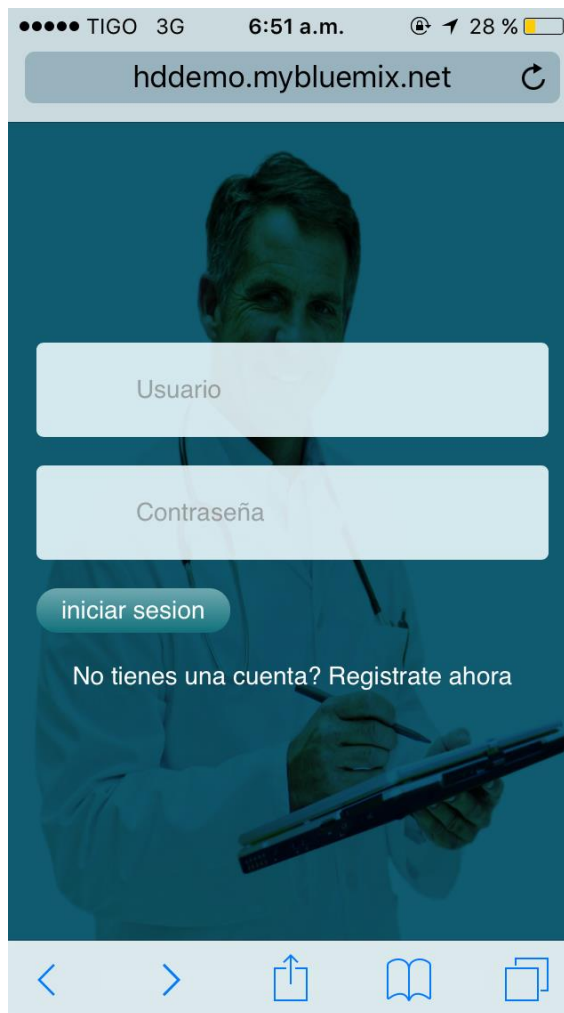 TIGO 3G 6:51 a.m. 28 %
hddemo.mybluemix.net
Usuario
Contraseña
iniciar sesion
No tienes una cuenta? Registrate ahora